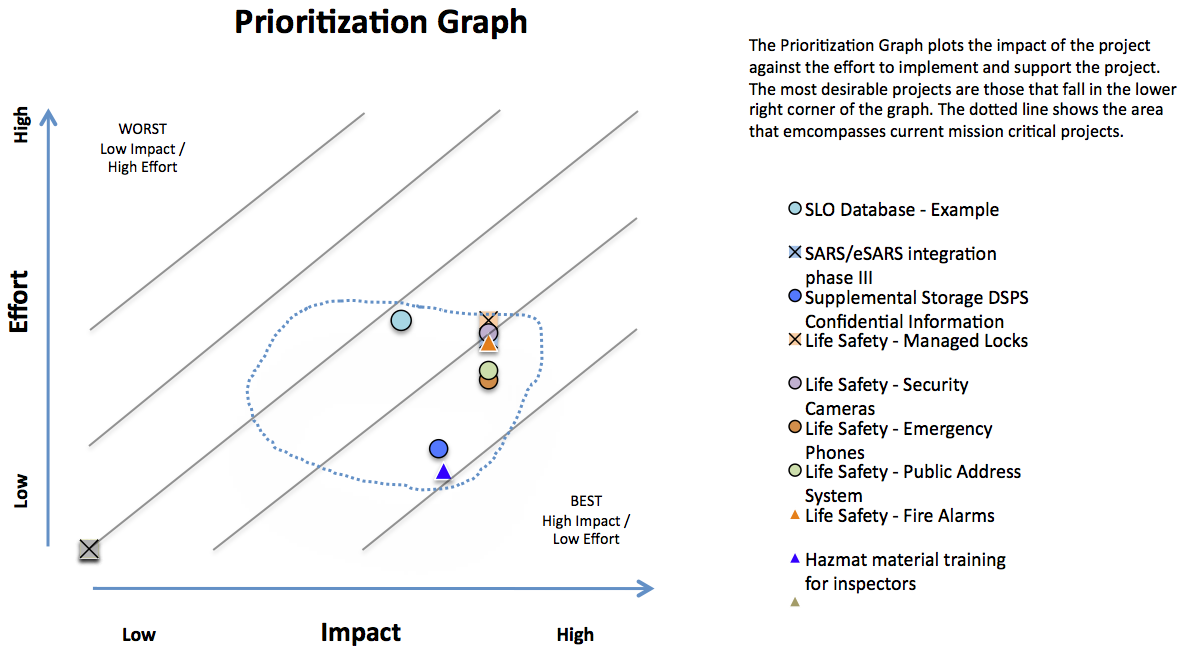 Prioritization Graph
The Prioritization Graph plots the impact of the project
against the effort to implement and support the project.
The most desirable projects are those that fall in the lower
right corner of the graph. The dotted line shows the area
that emcompasses current mission critical projects.
High
WORST
Low Impact /
High Effort
SLO Database - Example
SARS/eSARS integration
phase III
Effort
Supplemental Storage DSPS
Confidential Information
Life Safety - Managed Locks
Life Safety - Security
Cameras
Life Safety - Emergency
Phones
Life Safety - Public Address
System
Low
BEST
High Impact /
Low Effort
Life Safety - Fire Alarms
Hazmat material training
for inspectors
Low
Impact
High